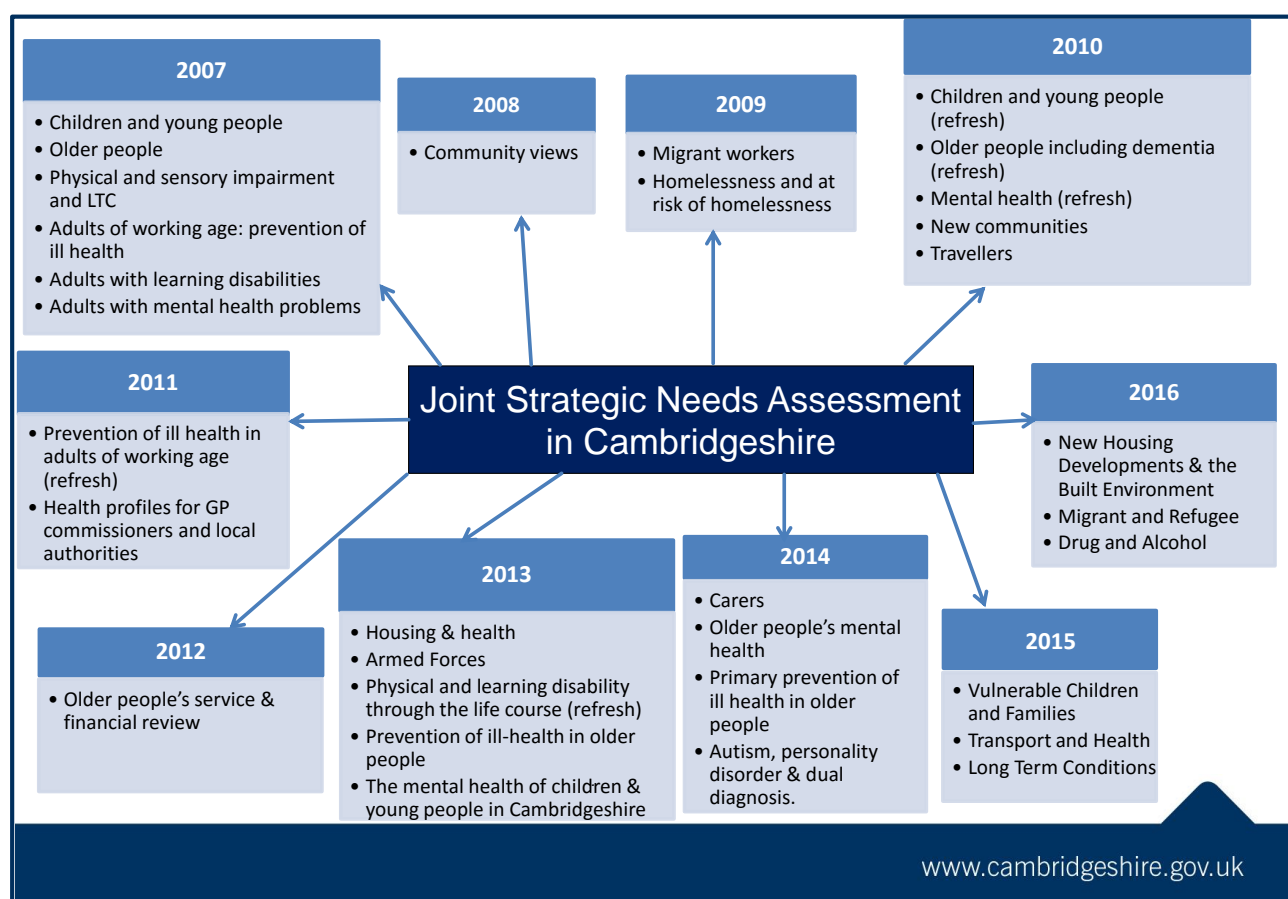 2007
• Children and young people
• Older people
• Physical and sensory impairment
and LTC
• Adults of working age: prevention of
ill health
• Adults with learning disabilities
• Adults with mental health problems
2008
• Community views
2009
• Migrant workers
• Homelessness and at
risk of homelessness
2010
• Children and young people
(refresh)
• Older people including dementia
(refresh)
• Mental health (refresh)
• New communities
• Travellers
Joint Strategic Needs Assessment
in Cambridgeshire
2011
• Prevention of ill health in
adults of working age
(refresh)
• Health profiles for GP
commissioners and local
authorities
2016
• New Housing
Developments & the
Built Environment
• Migrant and Refugee
• Drug and Alcohol
2012
• Older people’s service &
financial review
2013
• Housing & health
• Armed Forces
• Physical and learning disability
through the life course (refresh)
• Prevention of ill-health in older
people
• The mental health of children &
young people in Cambridgeshire
2014
• Carers
• Older people’s mental
health
• Primary prevention of
ill health in older
people
• Autism, personality
disorder & dual
diagnosis.
2015
• Vulnerable Children
and Families
• Transport and Health
• Long Term Conditions
www.cambridgeshire.gov.uk